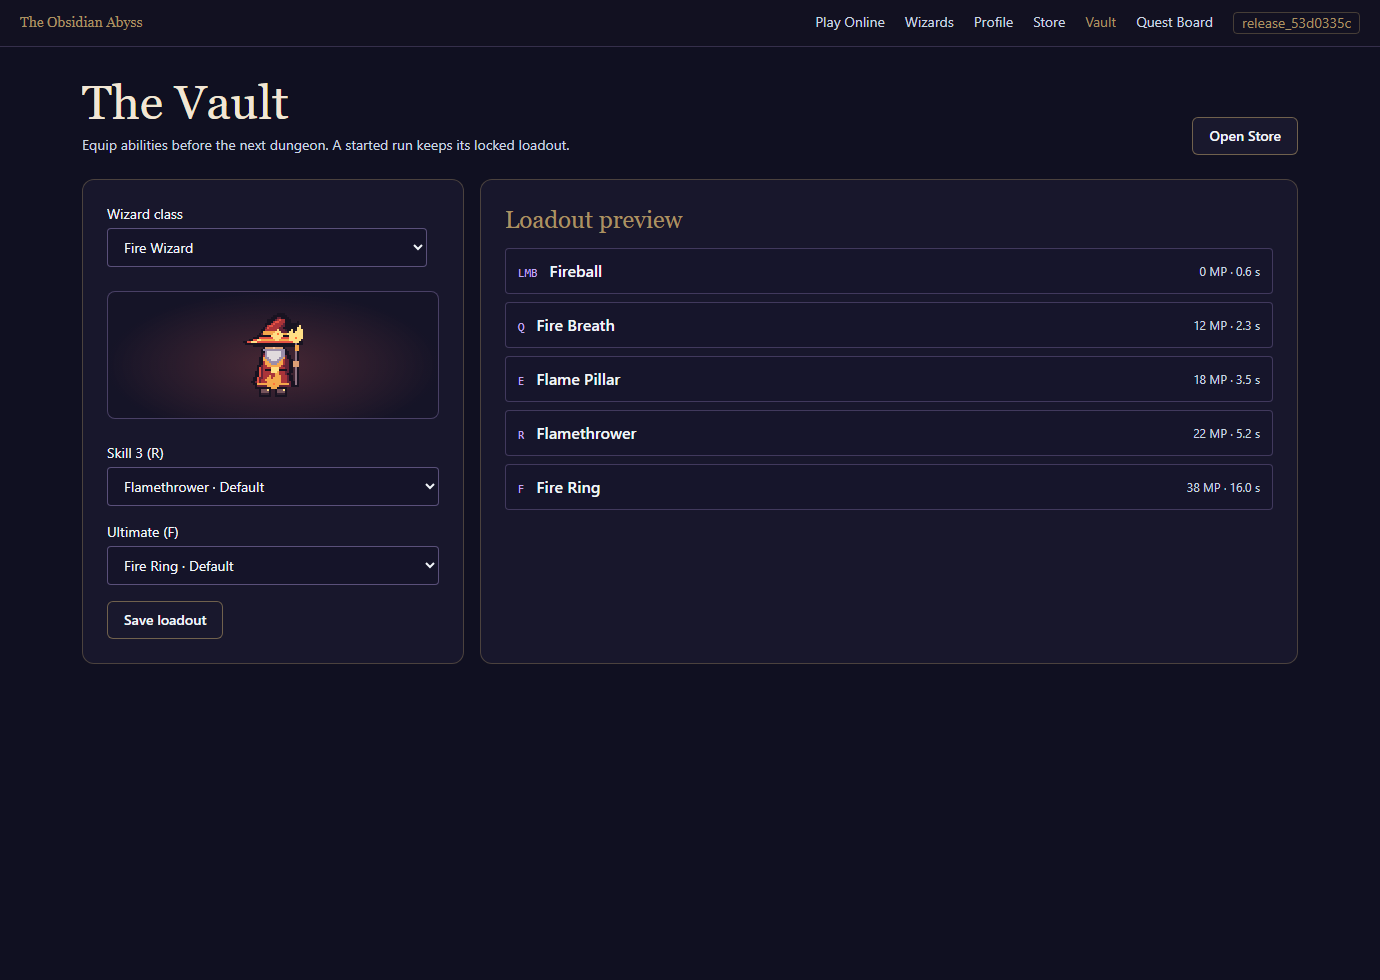 The Obsidian Abyss
Play Online
Wizards
Profile
Store
Vault
Quest Board
release_53d0335c
The Vault
Equip abilities before the next dungeon. A started run keeps its locked loadout.
Open Store
Wizard class
Fire Wizard
Skill 3 (R)
Flamethrower · Default
Ultimate (F)
Fire Ring · Default
Save loadout
Loadout preview
LMB Fireball 0 MP · 0.6 s
Q Fire Breath 12 MP · 2.3 s
E Flame Pillar 18 MP · 3.5 s
R Flamethrower 22 MP · 5.2 s
F Fire Ring 38 MP · 16.0 s